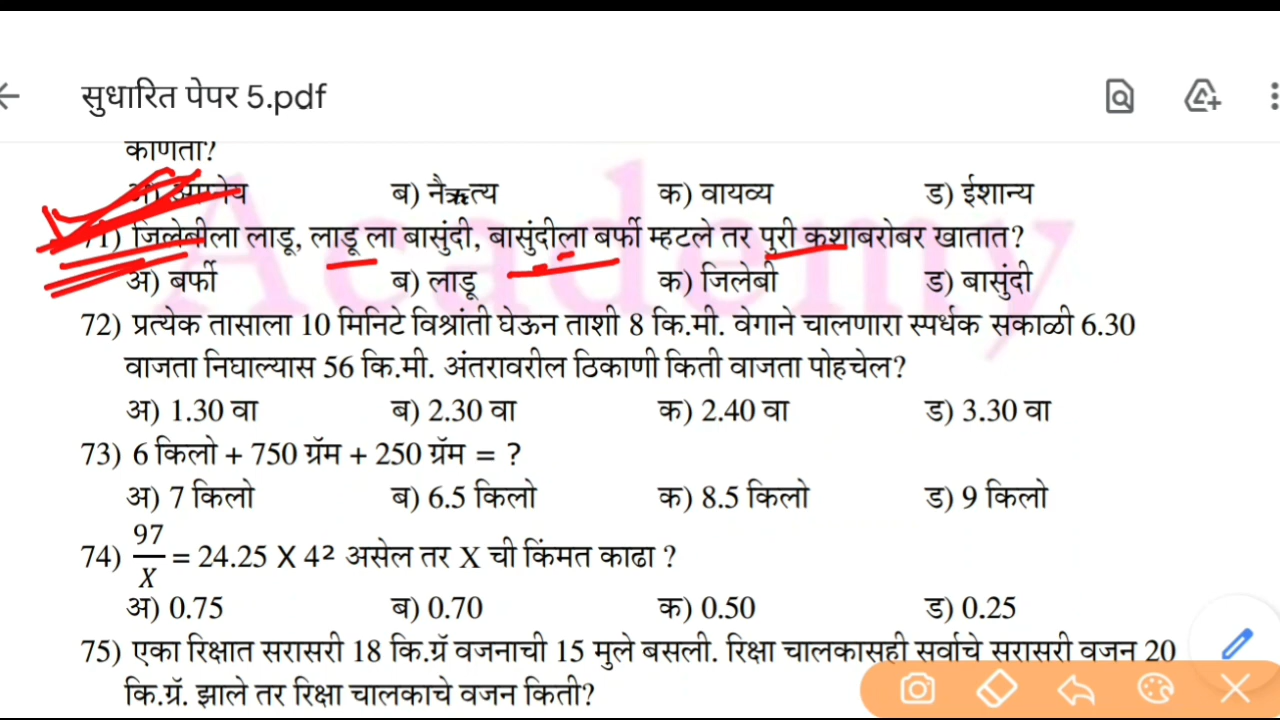 सुधारित पेपर 5.pdf
कोणता?
अ) आग्नेय ब) नैऋत्य क) वायव्य ड) ईशान्य
71) जिलेबीला लाडू, लाडू ला बासुंदी, बासुंदीला बर्फी म्हटले तर पुरी कशाबरोबर खातात?
अ) बर्फी ब) लाडू क) जिलेबी ड) बासुंदी
72) प्रत्येक तासाला 10 मिनिटे विश्रांती घेऊन ताशी 8 कि.मी. वेगाने चालणारा स्पर्धक सकाळी 6.30
वाजता निघाल्यास 56 कि.मी. अंतरावरील ठिकाणी किती वाजता पोहचेल?
अ) 1.30 वा ब) 2.30 वा क) 2.40 वा ड) 3.30 वा
73) 6 किलो + 750 ग्रॅम + 250 ग्रॅम = ?
अ) 7 किलो ब) 6.5 किलो क) 8.5 किलो ड) 9 किलो
74) 97/X = 24.25 X 4² असेल तर X ची किंमत काढा ?
अ) 0.75 ब) 0.70 क) 0.50 ड) 0.25
75) एका रिक्षात सरासरी 18 कि.ग्रॅ वजनाची 15 मुले बसली. रिक्षा चालकासही सर्वाचे सरासरी वजन 20
कि.ग्रॅ. झाले तर रिक्षा चालकाचे वजन किती?
Academy